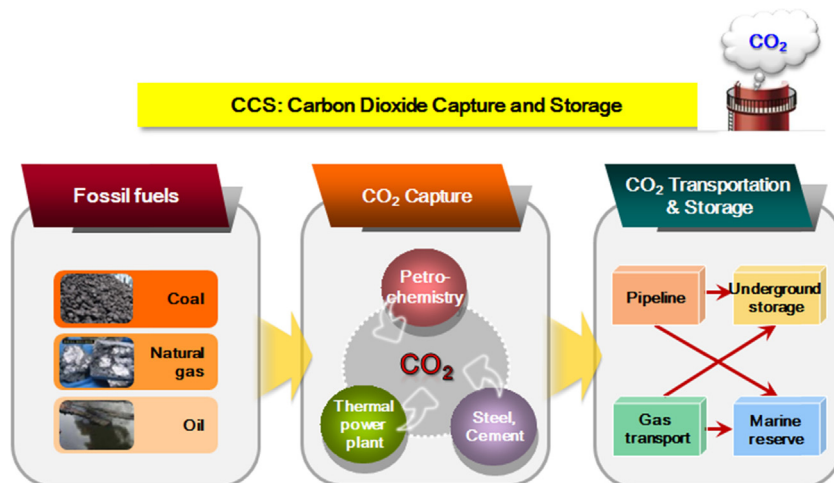 CO₂
CCS: Carbon Dioxide Capture and Storage
Fossil fuels
Coal
Natural
gas
Oil
CO₂ Capture
Petro-
chemistry
CO₂
Thermal
power
plant
Steel,
Cement
CO₂ Transportation
& Storage
Pipeline
Underground
storage
Gas
transport
Marine
reserve